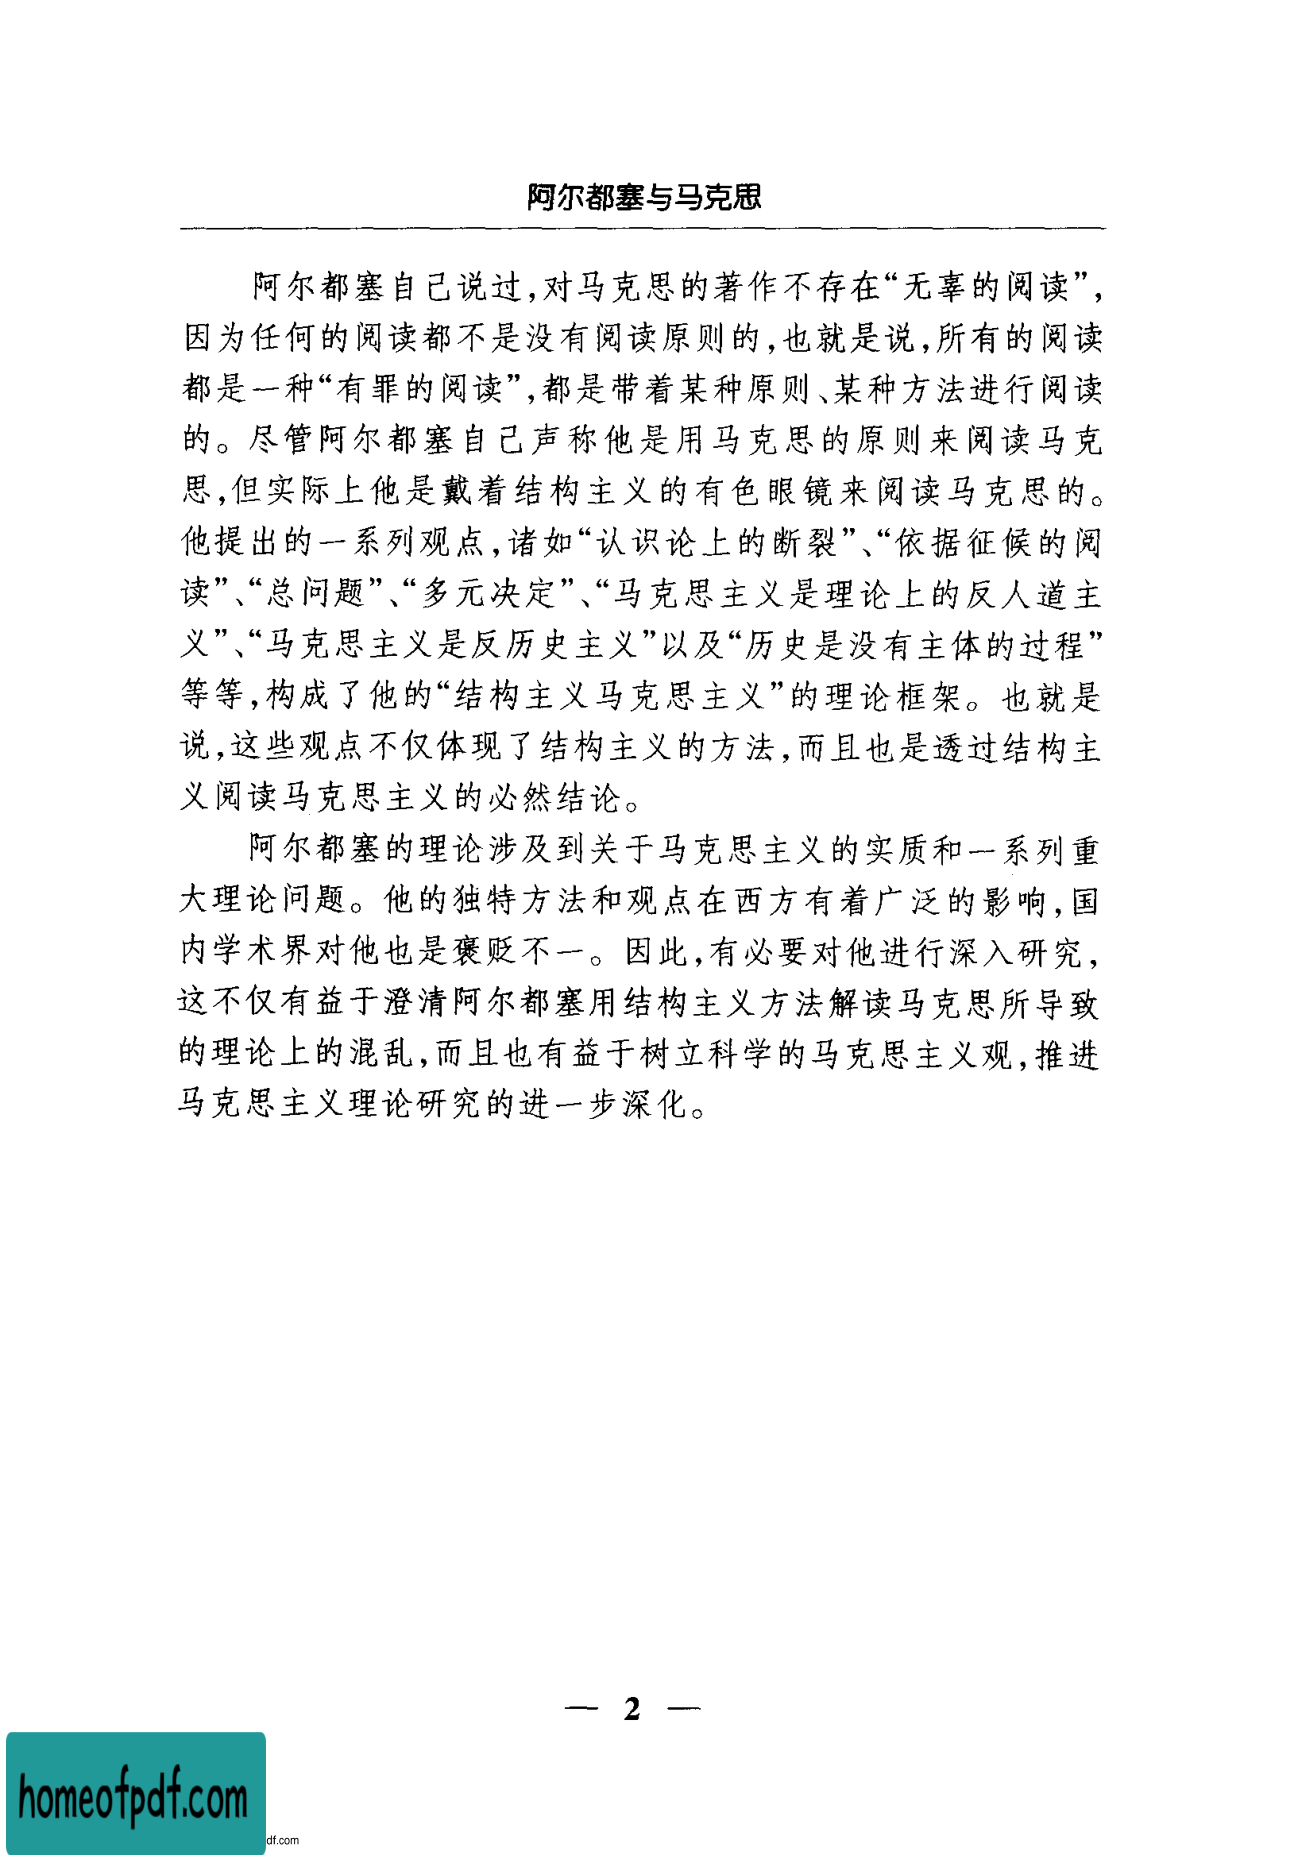 阿尔都塞与马克思
阿尔都塞自己说过，对马克思的著作不存在“无辜的阅读”，
因为任何的阅读都不是没有阅读原则的，也就是说，所有的阅读
都是一种“有罪的阅读”，都是带着某种原则、某种方法进行阅读
的。尽管阿尔都塞自己声称他是用马克思的原则来阅读马克
思，但实际上他是戴着结构主义的有色眼镜来阅读马克思的。
他提出的一系列观点，诸如“认识论上的断裂”、“依据征候的阅
读”、“总问题”、“多元决定”、“马克思主义是理论上的反人道主
义”、“马克思主义是反历史主义”以及“历史是没有主体的过程”
等等，构成了他的“结构主义马克思主义”的理论框架。也就是
说，这些观点不仅体现了结构主义的方法，而且也是透过结构主
义阅读马克思主义的必然结论。
阿尔都塞的理论涉及到关于马克思主义的实质和一系列重
大理论问题。他的独特方法和观点在西方有着广泛的影响，国
内学术界对他也是褒贬不一。因此，有必要对他进行深入研究，
这不仅有益于澄清阿尔都塞用结构主义方法解读马克思所导致
的理论上的混乱，而且也有益于树立科学的马克思主义观，推进
马克思主义理论研究的进一步深化。
— 2 —
homeofpdf.com
df.com